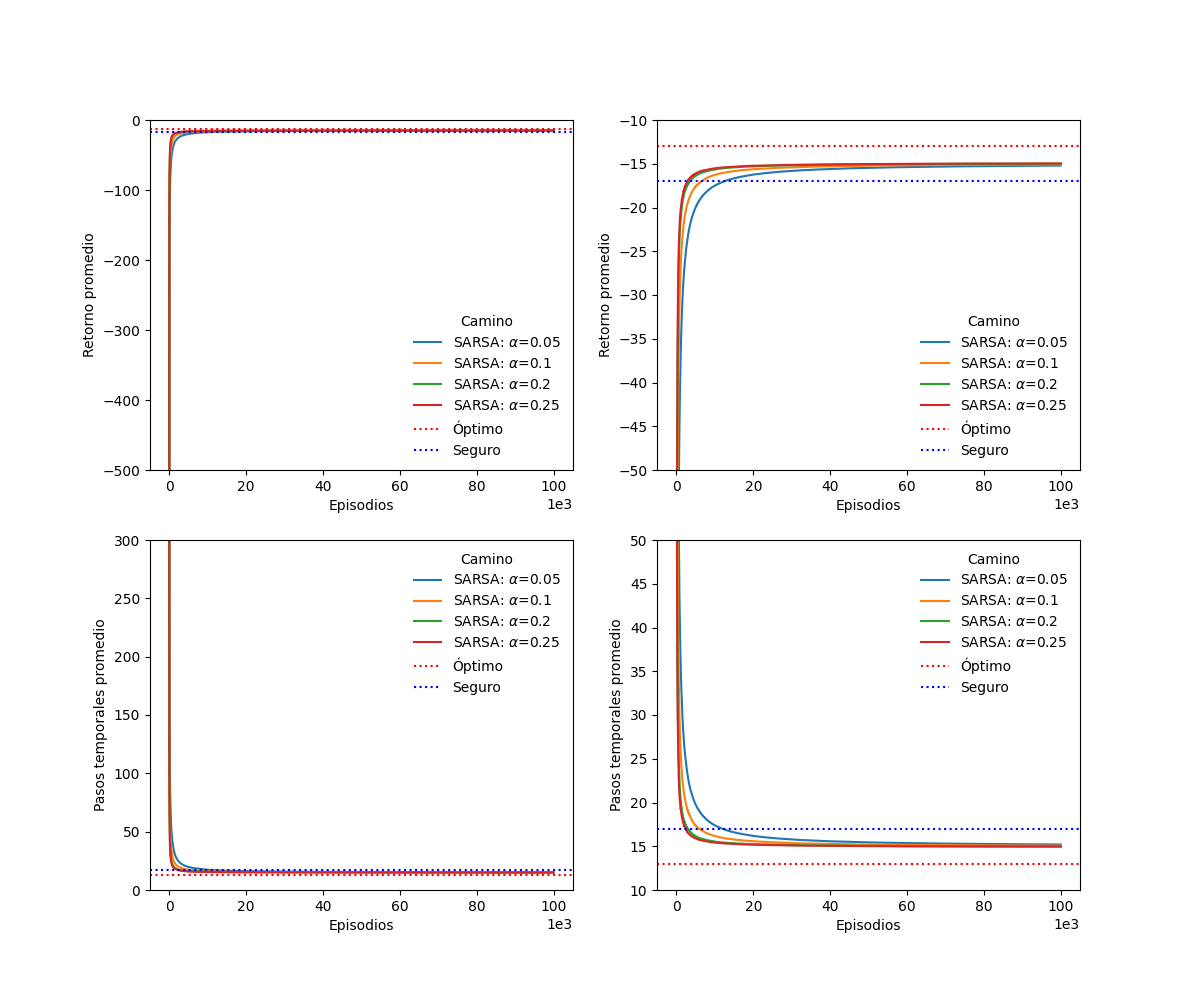 0
−100
−200
−300
−400
−500
Retorno promedio
Camino
SARSA: α=0.05
SARSA: α=0.1
SARSA: α=0.2
SARSA: α=0.25
Óptimo
Seguro
0 20 40 60 80 100
Episodios
1e3
−10
−15
−20
−25
−30
−35
−40
−45
−50
Retorno promedio
Camino
SARSA: α=0.05
SARSA: α=0.1
SARSA: α=0.2
SARSA: α=0.25
Óptimo
Seguro
0 20 40 60 80 100
Episodios
1e3
300
250
200
150
100
50
0
Pasos temporales promedio
Camino
SARSA: α=0.05
SARSA: α=0.1
SARSA: α=0.2
SARSA: α=0.25
Óptimo
Seguro
0 20 40 60 80 100
Episodios
1e3
50
45
40
35
30
25
20
15
10
Pasos temporales promedio
Camino
SARSA: α=0.05
SARSA: α=0.1
SARSA: α=0.2
SARSA: α=0.25
Óptimo
Seguro
0 20 40 60 80 100
Episodios
1e3